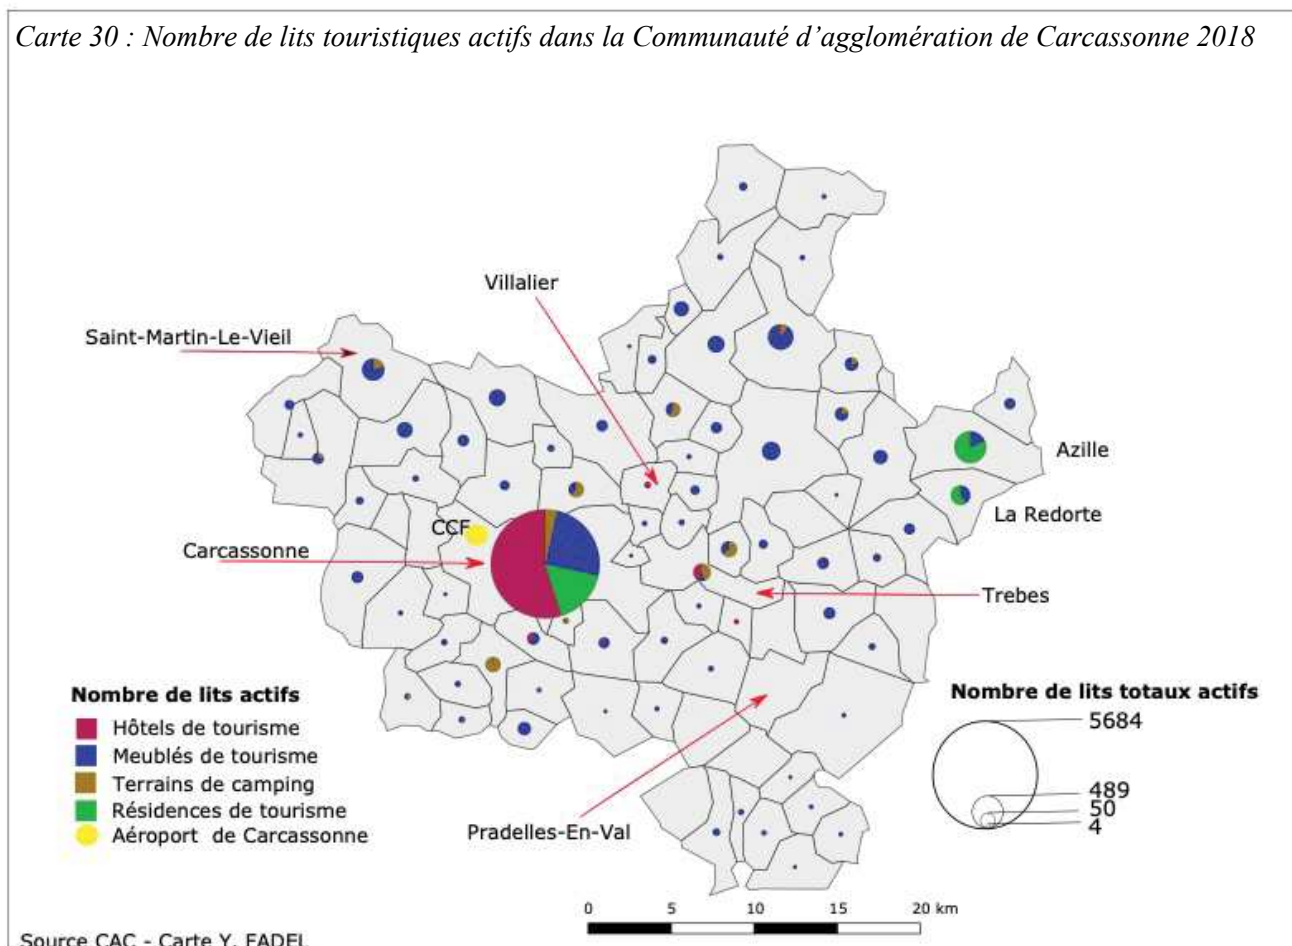 Carte 30 : Nombre de lits touristiques actifs dans la Communauté d'agglomération de Carcassonne 2018
Villalier
Saint-Martin-Le-Vieil
Azille
La Redorte
CCF
Carcassonne
Trebes
Pradelles-En-Val
Nombre de lits actifs
Hôtels de tourisme
Meublés de tourisme
Terrains de camping
Résidences de tourisme
Aéroport de Carcassonne
Nombre de lits totaux actifs
5684
489
50
4
0 5 10 15 20 km
Source CAC - Carte Y. FADEL